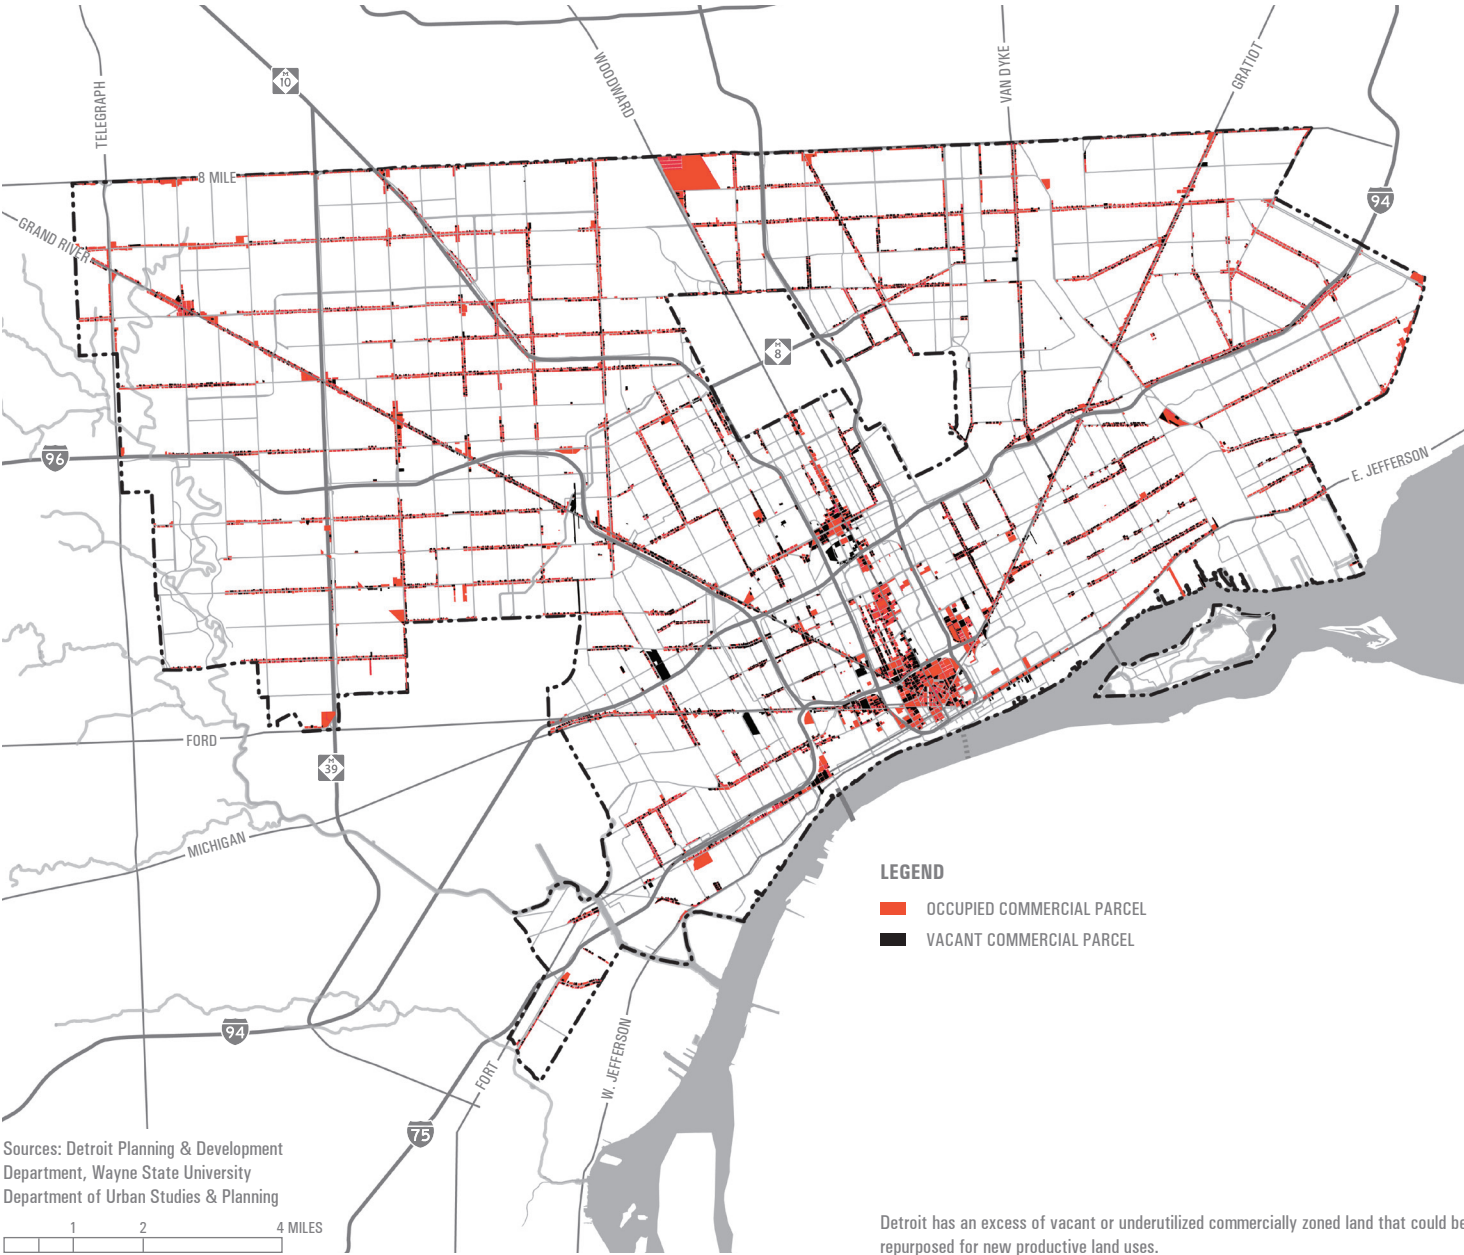 TELEGRAPH
M
10
WOODWARD
VAN DYKE
GRATIOT
8 MILE
94
GRAND RIVER
M
8
96
E. JEFFERSON
FORD
M
39
MICHIGAN
LEGEND
OCCUPIED COMMERCIAL PARCEL
VACANT COMMERCIAL PARCEL
94
FORT
W. JEFFERSON
75
Sources: Detroit Planning & Development
Department, Wayne State University
Department of Urban Studies & Planning
1 2 4 MILES
Detroit has an excess of vacant or underutilized commercially zoned land that could be
repurposed for new productive land uses.